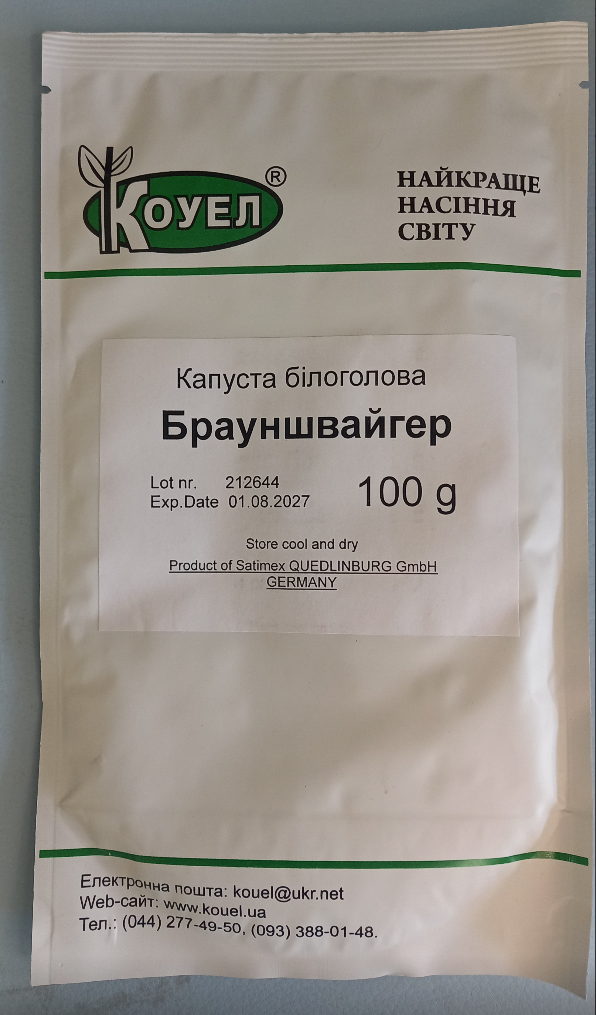 КОУЕЛ ®
НАЙКРАЩЕ
НАСІННЯ
СВІТУ
Капуста білоголова
Брауншвайгер
Lot nr. 212644
Exp.Date 01.08.2027
100 g
Store cool and dry
Product of Satimex QUEDLINBURG GmbH
GERMANY
Електронна пошта: kouel@ukr.net
Web-сайт: www.kouel.ua
Тел.: (044) 277-49-50, (093) 388-01-48.